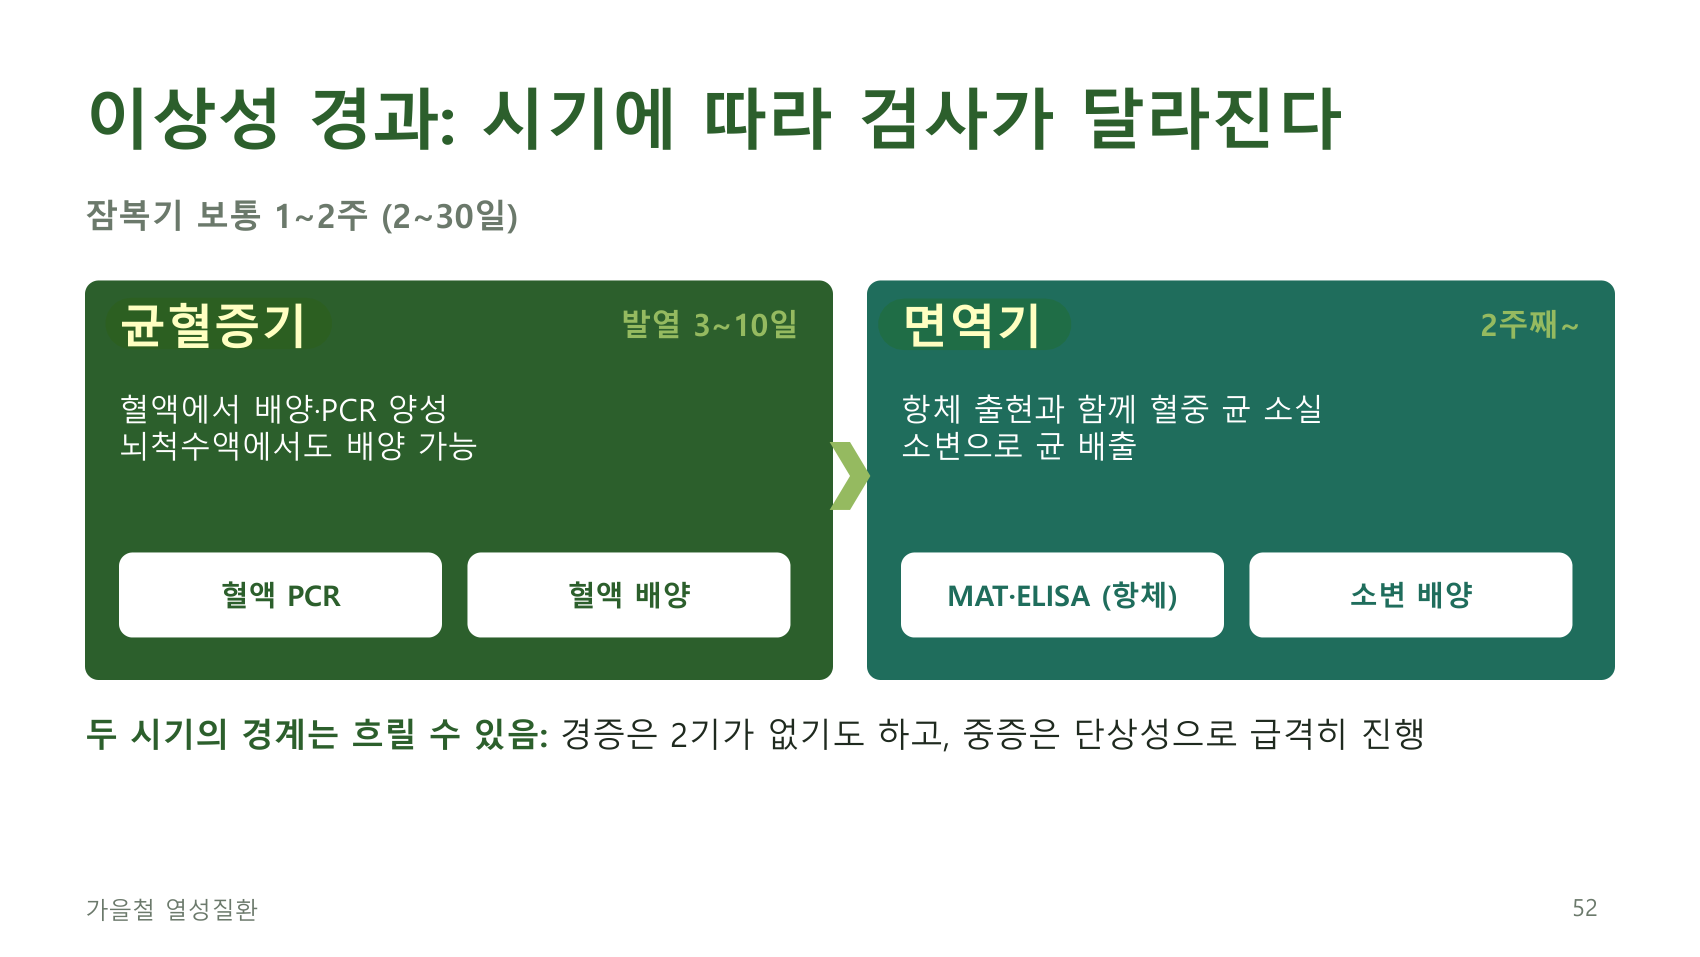 이상성 경과: 시기에 따라 검사가 달라진다
잠복기 보통 1~2주 (2~30일)
균혈증기
발열 3~10일
혈액에서 배양·PCR 양성
뇌척수액에서도 배양 가능
혈액 PCR
혈액 배양
면역기
2주째~
항체 출현과 함께 혈중 균 소실
소변으로 균 배출
MAT·ELISA (항체)
소변 배양
두 시기의 경계는 흐릴 수 있음: 경증은 2기가 없기도 하고, 중증은 단상성으로 급격히 진행
가을철 열성질환
52